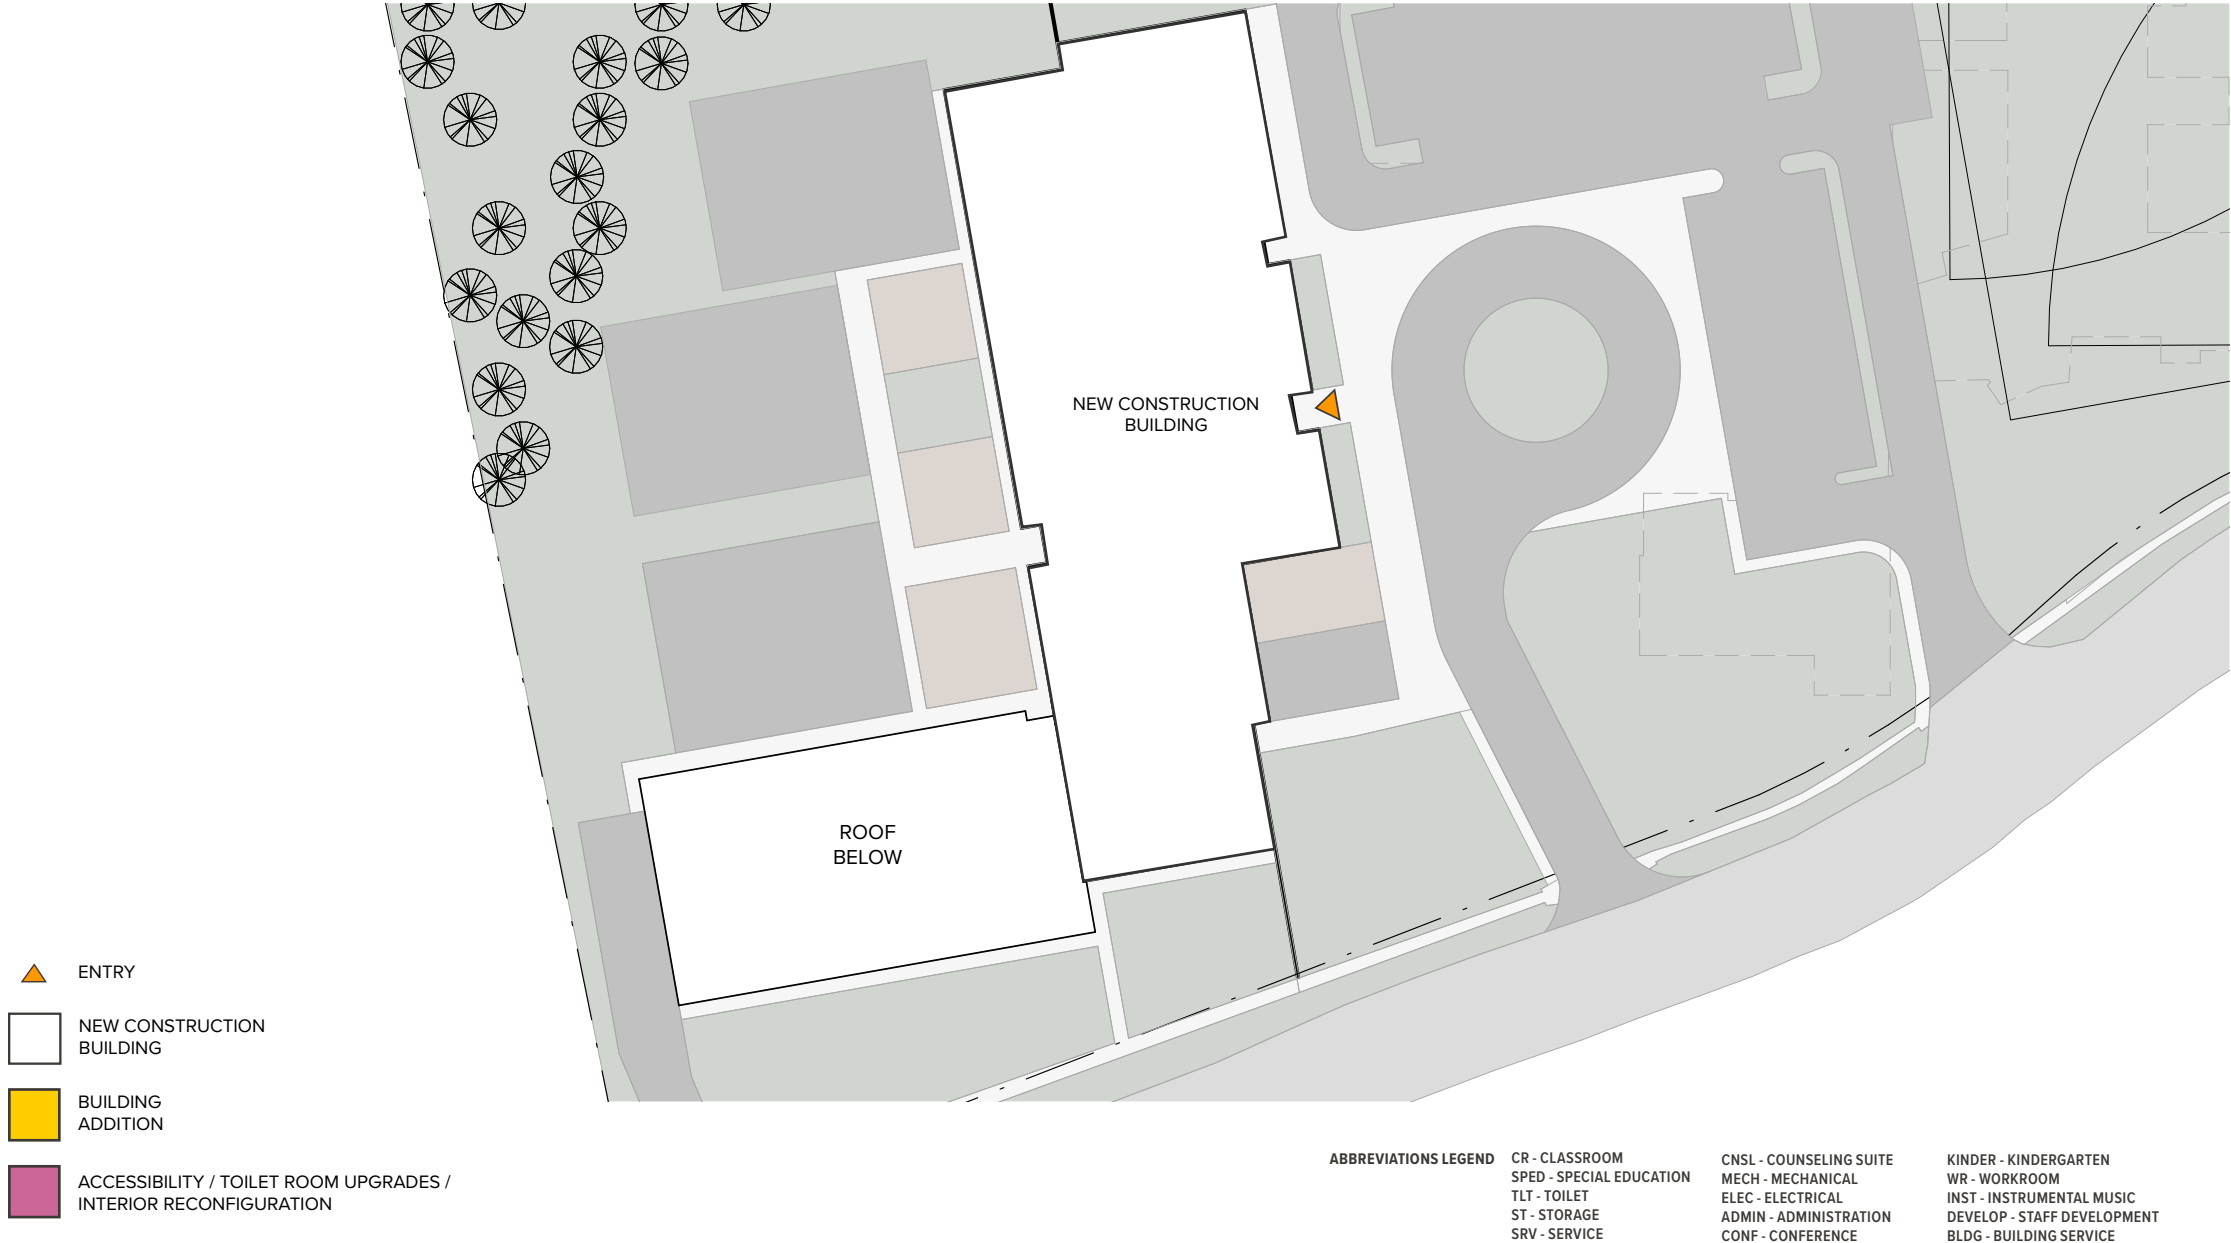 NEW CONSTRUCTION
BUILDING
ROOF
BELOW
ENTRY
NEW CONSTRUCTION
BUILDING
BUILDING
ADDITION
ACCESSIBILITY / TOILET ROOM UPGRADES /
INTERIOR RECONFIGURATION
ABBREVIATIONS LEGEND
CR - CLASSROOM
SPED - SPECIAL EDUCATION
TLT - TOILET
ST - STORAGE
SRV - SERVICE
CNSL - COUNSELING SUITE
MECH - MECHANICAL
ELEC - ELECTRICAL
ADMIN - ADMINISTRATION
CONF - CONFERENCE
KINDER - KINDERGARTEN
WR - WORKROOM
INST - INSTRUMENTAL MUSIC
DEVELOP - STAFF DEVELOPMENT
BLDG - BUILDING SERVICE